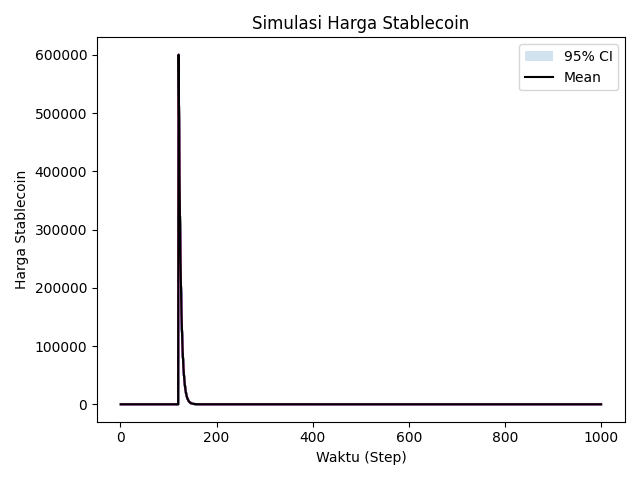 Simulasi Harga Stablecoin
95% CI
Mean
Harga Stablecoin
600000
500000
400000
300000
200000
100000
0
0 200 400 600 800 1000
Waktu (Step)